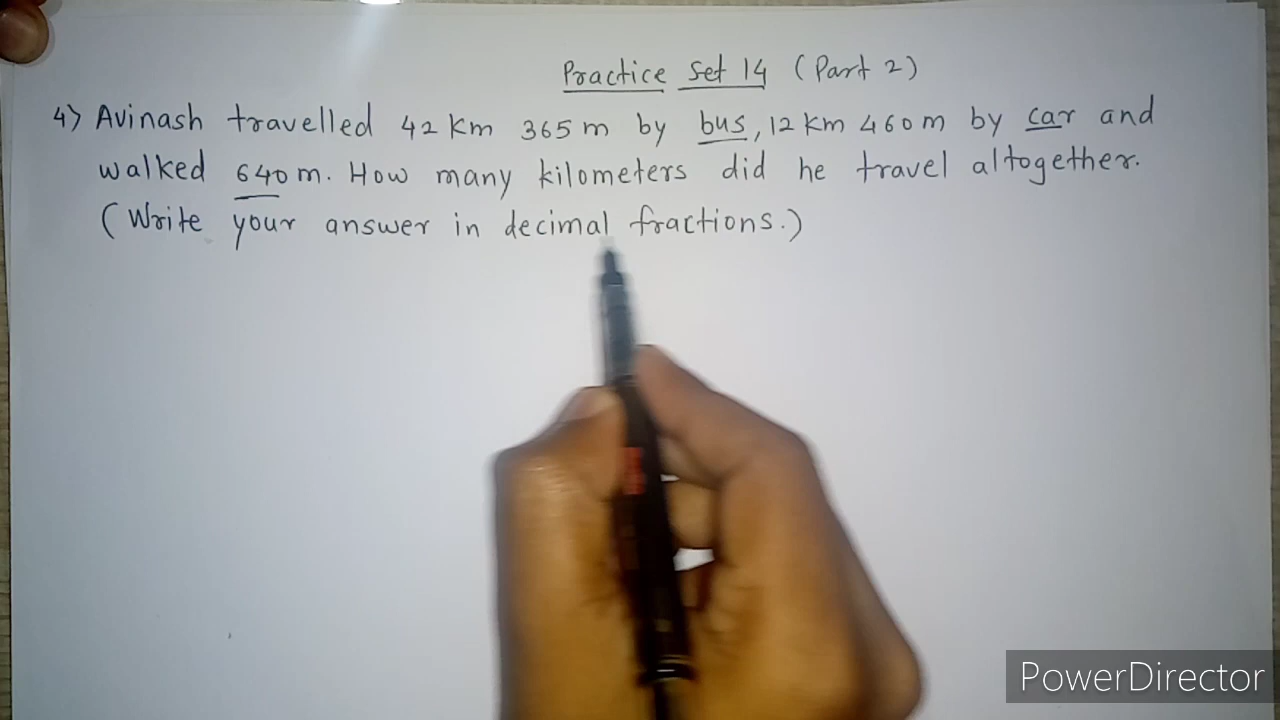 Practice Set 14 (Part 2)
4) Avinash travelled 42 Km 365 m by bus, 12 Km 460 m by car and
walked 640 m. How many kilometers did he travel altogether.
(Write your answer in decimal fractions.)
PowerDirector